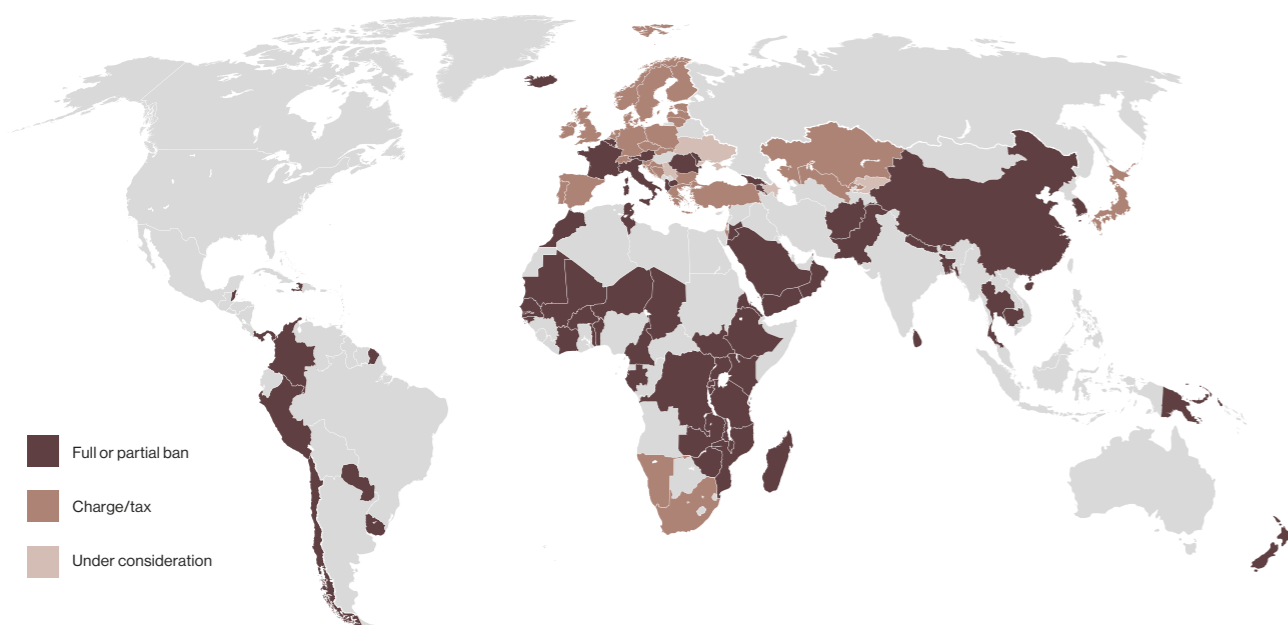 Full or partial ban
Charge/tax
Under consideration